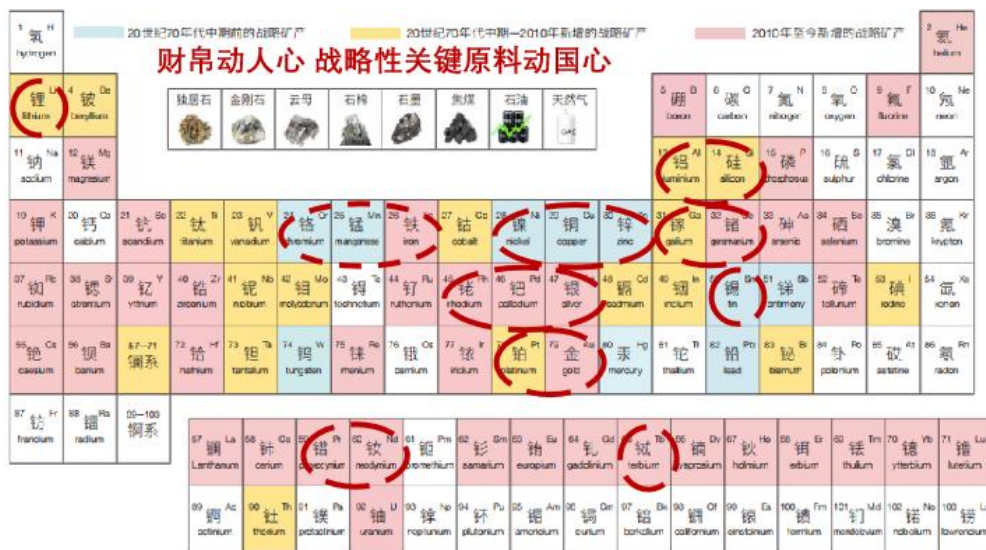 1 氢 H
hydrogen
20世纪70年代中期前的战略矿产
20世纪70年代中期—2010年新增的战略矿产
2010年至今新增的战略矿产
2 氦 He
helium
财帛动人心 战略性关键原料动国心
锂 Li 4 铍 Be
lithium beryllium
独居石 金刚石 云母 石棉 石墨 焦煤 石油 天然气
GAS
5 硼 B 6 碳 C 7 氮 N 8 氧 O 9 氟 F 10 氖 Ne
boron carbon nitrogen oxygen fluorine neon
11 钠 Na 12 镁 Mg 13 铝 Al 14 硅 Si 15 磷 P 16 硫 S 17 氯 Cl 18 氩 Ar
sodium magnesium aluminium silicon phosphorus sulphur chlorine argon
19 钾 K 20 钙 Ca 21 钪 Sc 22 钛 Ti 23 钒 V 24 铬 Cr 25 锰 Mn 26 铁 Fe 27 钴 Co 28 镍 Ni 29 铜 Cu 30 锌 Zn 31 镓 Ga 32 锗 Ge 33 砷 As 34 硒 Se 35 溴 Br 36 氪 Kr
potassium calcium scandium titanium vanadium chromium manganese iron cobalt nickel copper zinc gallium germanium arsenic selenium bromine krypton
37 铷 Rb 38 锶 Sr 39 钇 Y 40 锆 Zr 41 铌 Nb 42 钼 Mo 43 锝 Tc 44 钌 Ru 45 铑 Rh 46 钯 Pd 47 银 Ag 48 镉 Cd 49 铟 In 50 锡 Sn 51 锑 Sb 52 碲 Te 53 碘 I 54 氙 Xe
rubidium strontium yttrium zirconium niobium molybdenum technetium ruthenium rhodium palladium silver cadmium indium tin antimony tellurium iodine xenon
55 铯 Cs 56 钡 Ba 57—71 镧系 72 铪 Hf 73 钽 Ta 74 钨 W 75 铼 Re 76 锇 Os 77 铱 Ir 78 铂 Pt 79 金 Au 80 汞 Hg 81 铊 Tl 82 铅 Pb 83 铋 Bi 84 钋 Po 85 砹 At 86 氡 Rn
caesium barium hafnium tantalum tungsten rhenium osmium iridium platinum gold mercury thallium lead bismuth polonium astatine radon
87 钫 Fr 88 镭 Ra 89—103 锕系
francium radium
57 镧 La 58 铈 Ce 59 镨 Pr 60 钕 Nd 61 钷 Pm 62 钐 Sm 63 铕 Eu 64 钆 Gd 65 铽 Tb 66 镝 Dy 67 钬 Ho 68 铒 Er 69 铥 Tm 70 镱 Yb 71 镥 Lu
Lanthanum cerium praseodymium neodymium promethium samarium europium gadolinium terbium dysprosium holmium erbium thulium ytterbium lutetium
89 锕 Ac 90 钍 Th 91 镤 Pa 92 铀 U 93 镎 Np 94 钚 Pu 95 镅 Am 96 锔 Cm 97 锫 Bk 98 锎 Cf 99 锿 Es 100 镄 Fm 101 钔 Md 102 锘 No 103 铹 Lr
actinium thorium protactinium uranium neptunium plutonium americium curium berkelium californium einsteinium fermium mendelevium nobelium lawrencium